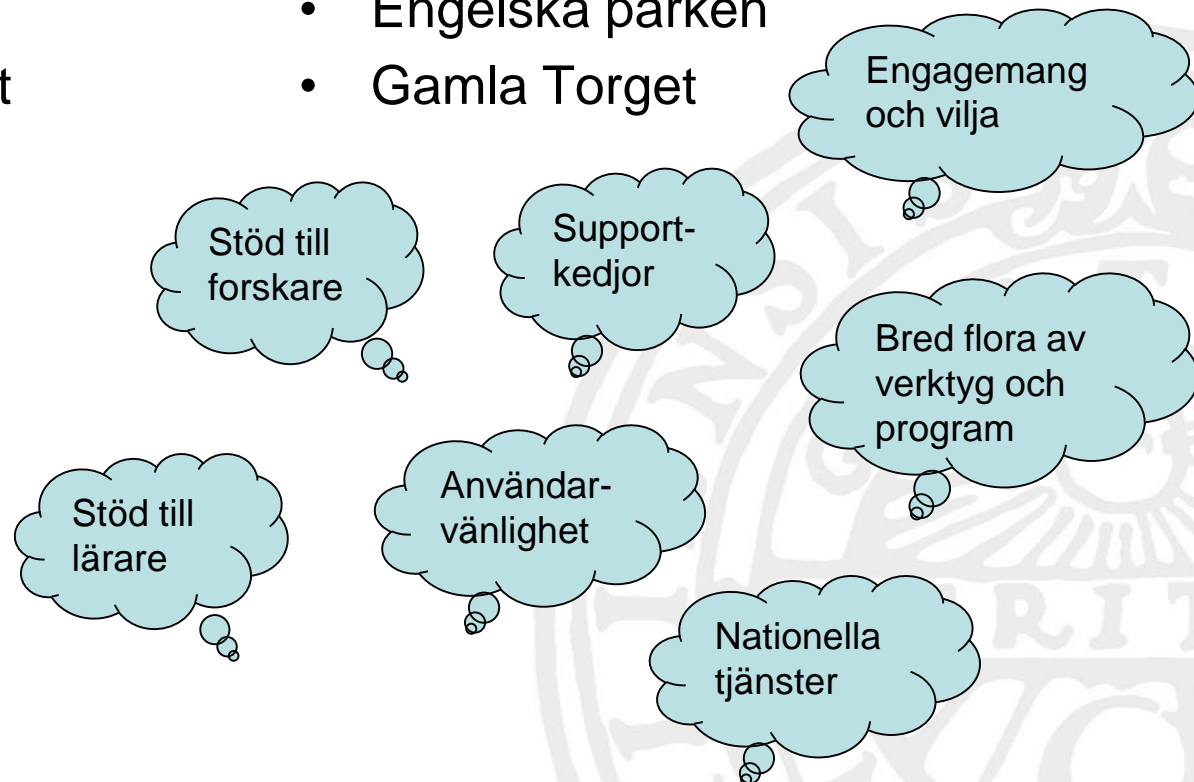 • Engelska parken
t
• Gamla Torget
Engagemang
och vilja
Stöd till
forskare
Support-
kedjor
Bred flora av
verktyg och
program
Användar-
vänlighet
Stöd till
lärare
Nationella
tjänster